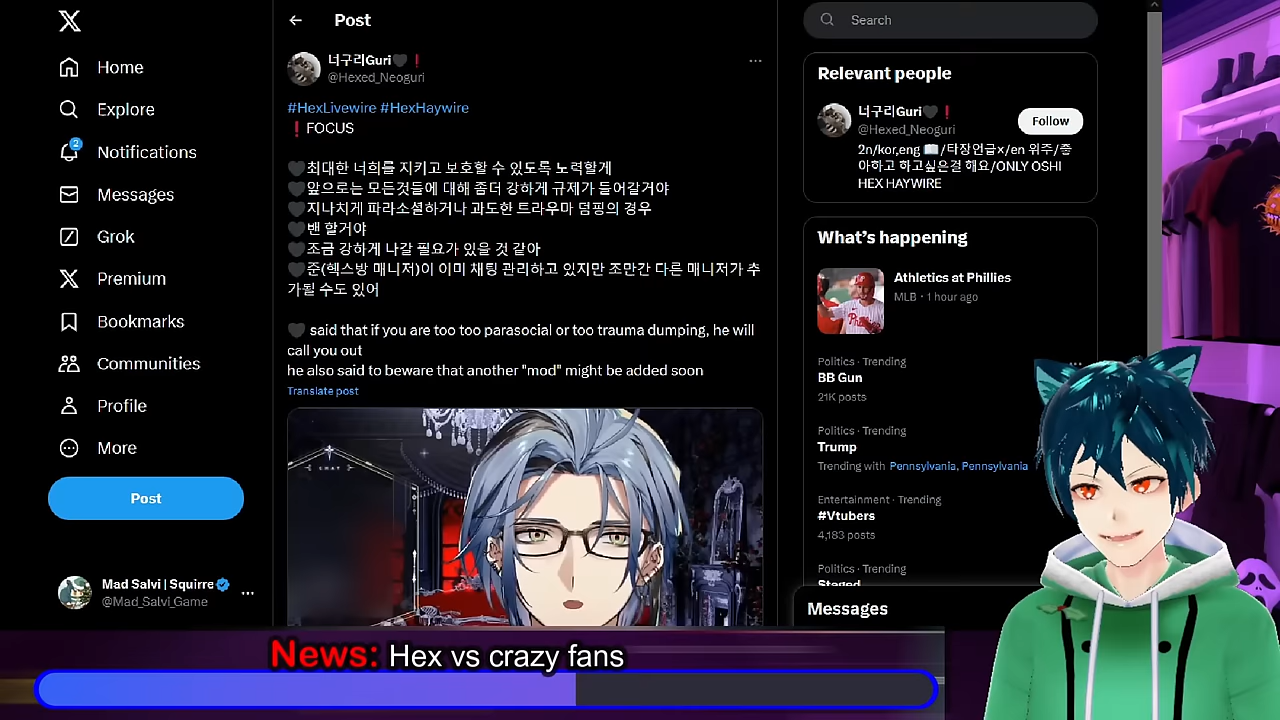 Home
Explore
2
Notifications
Messages
Grok
Premium
Bookmarks
Communities
Profile
More
Post
Mad Salvi | Squirre
@Mad_Salvi_Game
Post
너구리Guri🖤❗
@Hexed_Neoguri
#HexLivewire #HexHaywire
❗FOCUS
🖤최대한 너희를 지키고 보호할 수 있도록 노력할게
🖤앞으로는 모든것들에 대해 좀더 강하게 규제가 들어갈거야
🖤지나치게 파라소셜하거나 과도한 트라우마 덤핑의 경우
🖤밴 할거야
🖤조금 강하게 나갈 필요가 있을 것 같아
🖤준(헥스방 매니저)이 이미 채팅 관리하고 있지만 조만간 다른 매니저가 추
가될 수도 있어
🖤 said that if you are too too parasocial or too trauma dumping, he will
call you out
he also said to beware that another "mod" might be added soon
Translate post
CHAT
Search
Relevant people
너구리Guri🖤❗
@Hexed_Neoguri
Follow
2n/kor,eng 📖/타장언금×/en 위주/좋
아하고 하고싶은걸 해요/ONLY OSHI
HEX HAYWIRE
What's happening
Athletics at Phillies
MLB · 1 hour ago
Politics · Trending
BB Gun
21K posts
Politics · Trending
Trump
Trending with Pennsylvania, Pennsylvania
Entertainment · Trending
#Vtubers
4,183 posts
Politics · Trending
Staged
Messages
News: Hex vs crazy fans